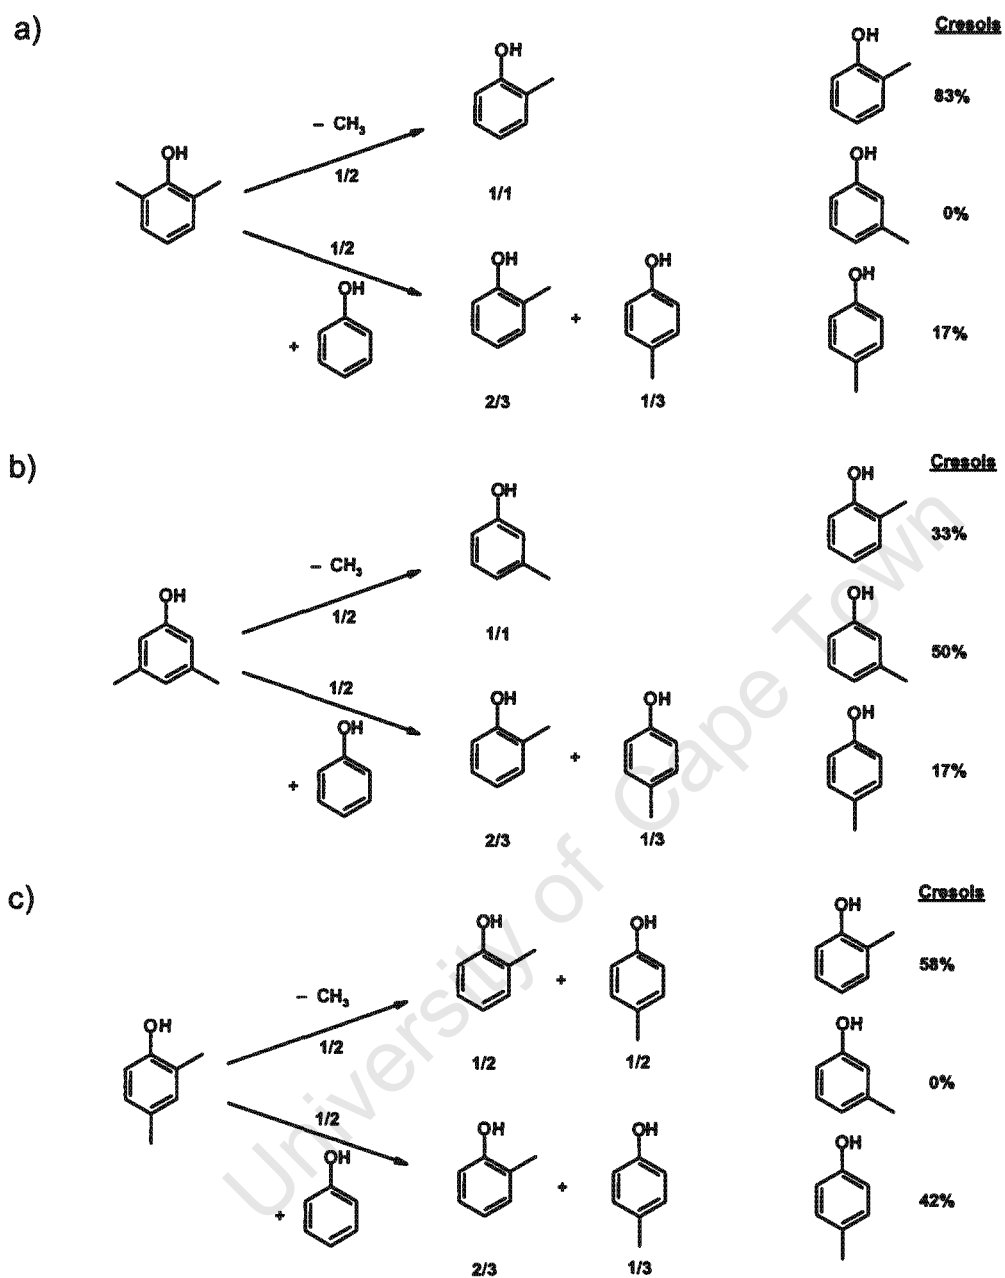 a)
Cresols
OH
OH
83%
– CH3
1/2
OH
1/1
OH
0%
1/2
OH
+
OH
+
OH
OH
17%
2/3
1/3
b)
Cresols
OH
OH
33%
– CH3
1/2
OH
1/1
OH
50%
1/2
OH
+
OH
+
OH
OH
17%
2/3
1/3
c)
Cresols
OH
OH
+
OH
58%
– CH3
1/2
OH
1/2
1/2
OH
0%
1/2
OH
+
OH
+
OH
OH
42%
2/3
1/3
University of Cape Town